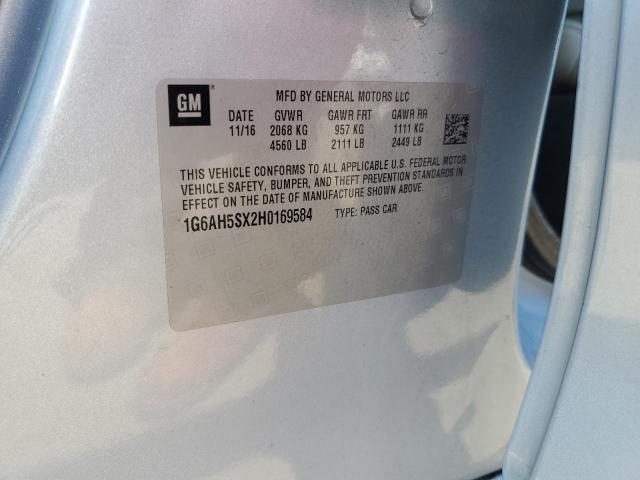 GM
MFD BY GENERAL MOTORS LLC
DATE GVWR GAWR FRT GAWR RR
11/16 2068 KG 957 KG 1111 KG
4560 LB 2111 LB 2449 LB
THIS VEHICLE CONFORMS TO ALL APPLICABLE U.S. FEDERAL MOTOR
VEHICLE SAFETY, BUMPER, AND THEFT PREVENTION STANDARDS IN
EFFECT ON THE DATE OF MANUFACTURE SHOWN ABOVE.
1G6AH5SX2H0169584 TYPE: PASS CAR